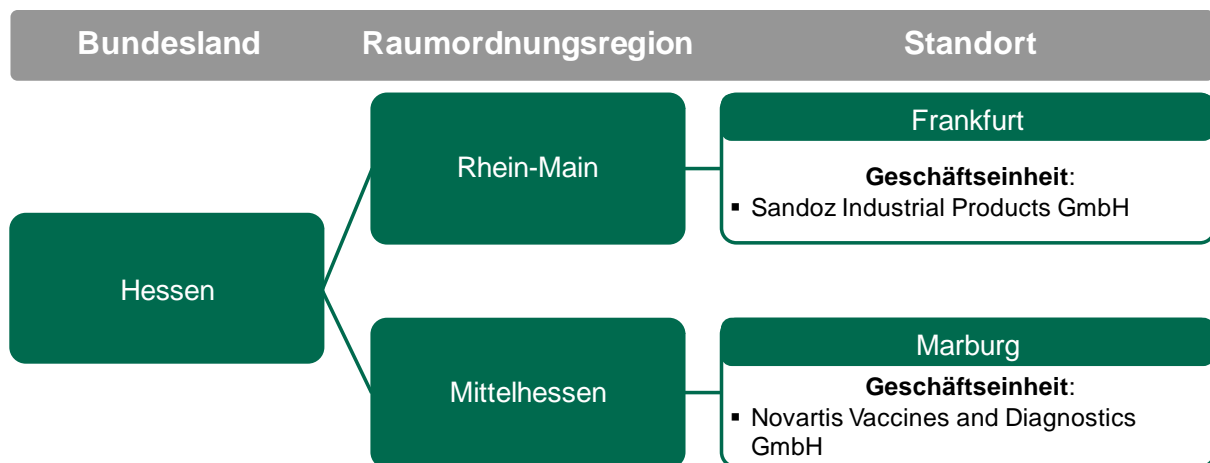 Bundesland Raumordnungsregion Standort
Frankfurt
Rhein-Main
Geschäftseinheit:
▪ Sandoz Industrial Products GmbH
Hessen
Marburg
Mittelhessen
Geschäftseinheit:
▪ Novartis Vaccines and Diagnostics
GmbH